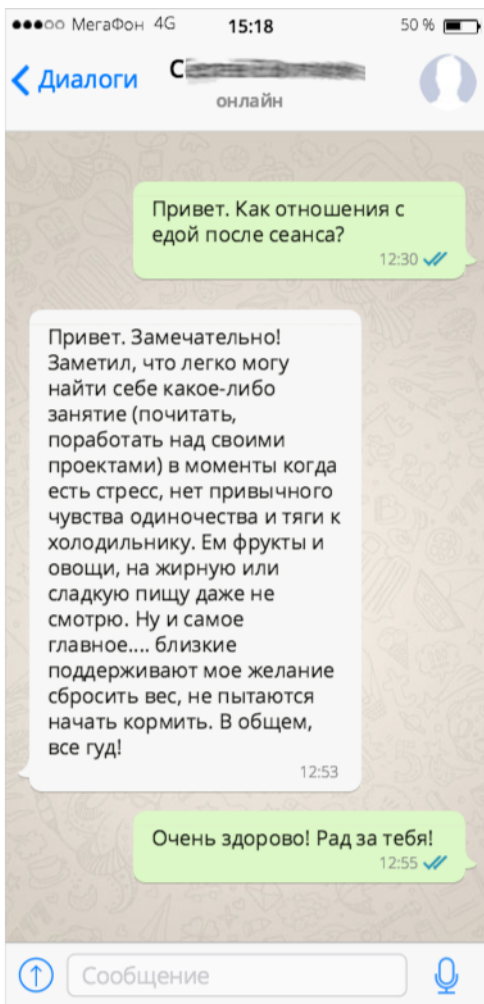 МегаФон 4G 15:18 50 %
Диалоги
С
онлайн
Привет. Как отношения с
едой после сеанса?
12:30
Привет. Замечательно!
Заметил, что легко могу
найти себе какое-либо
занятие (почитать,
поработать над своими
проектами) в моменты когда
есть стресс, нет привычного
чувства одиночества и тяги к
холодильнику. Ем фрукты и
овощи, на жирную или
сладкую пищу даже не
смотрю. Ну и самое
главное.... близкие
поддерживают мое желание
сбросить вес, не пытаются
начать кормить. В общем,
все гуд!
12:53
Очень здорово! Рад за тебя!
12:55
Сообщение